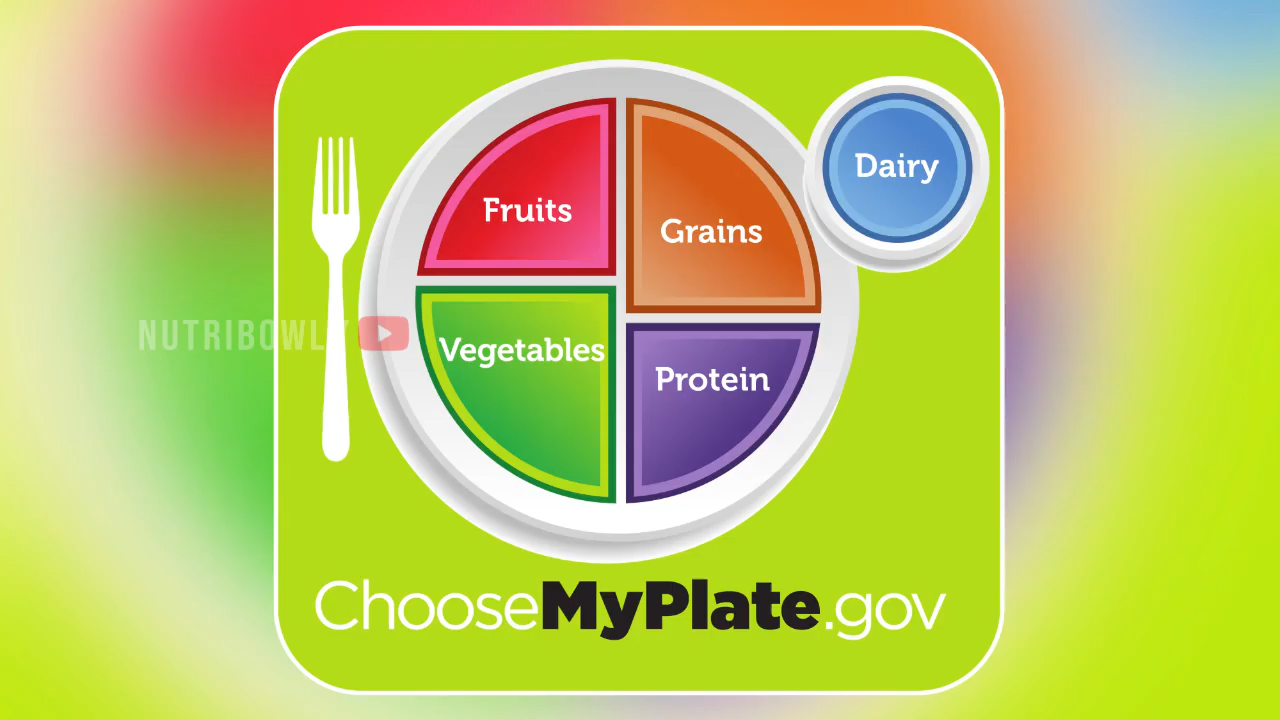 Fruits
Grains
Dairy
Vegetables
Protein
NUTRIBOWL
ChooseMyPlate.gov